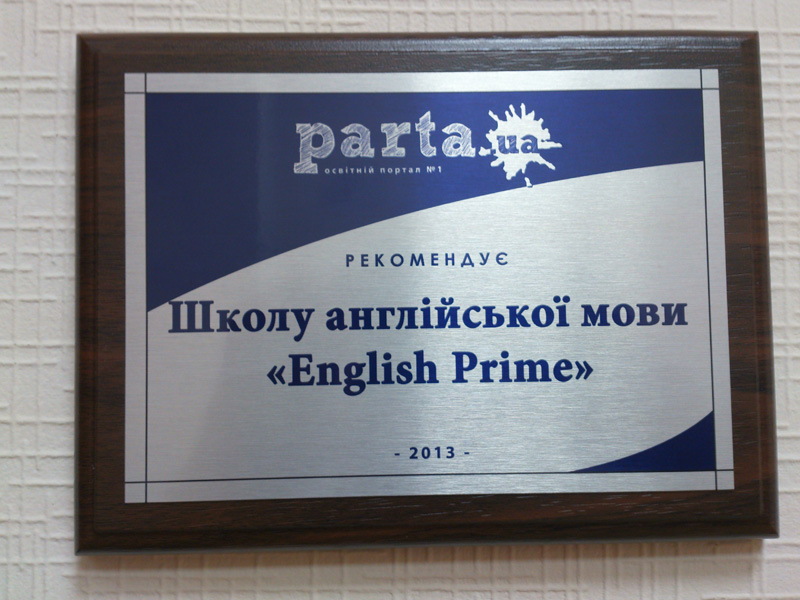 parta.ua
освітній портал №1
РЕКОМЕНДУЄ
Школу англійської мови
«English Prime»
- 2013 -